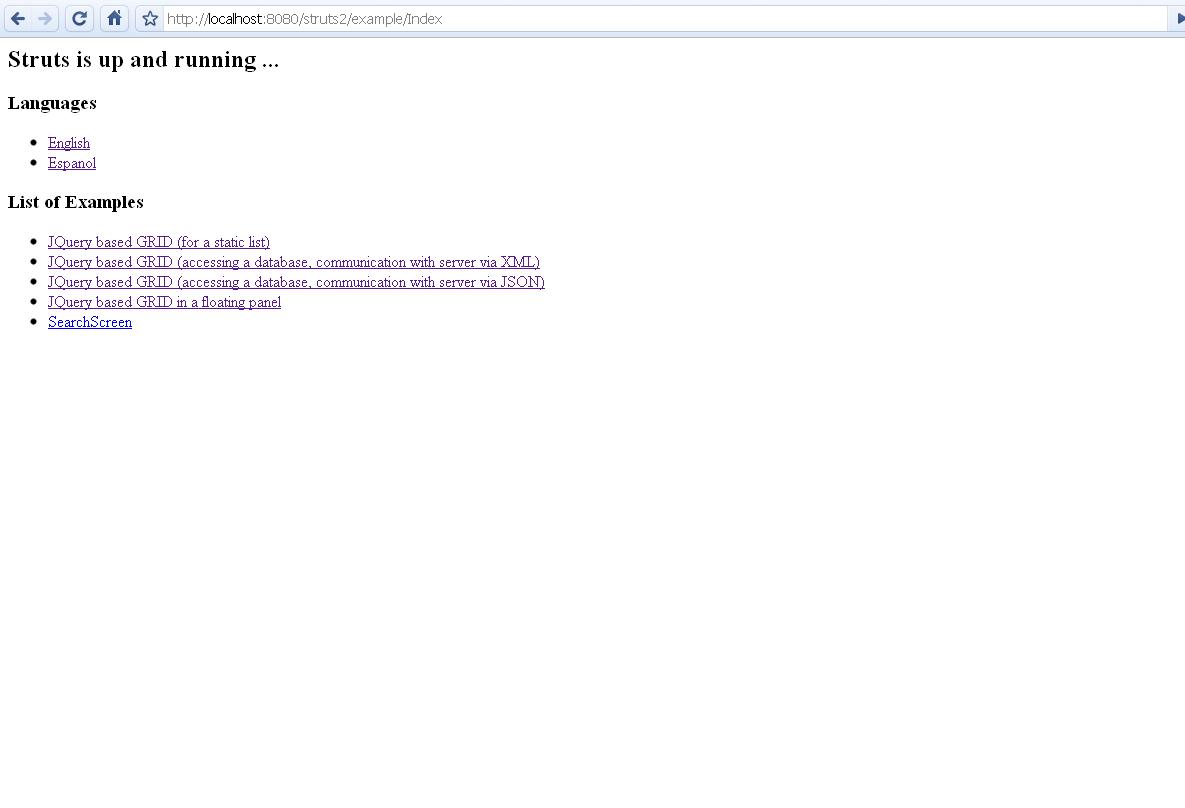 http://localhost:8080/struts2/example/Index
Struts is up and running ...
Languages
English
Espanol
List of Examples
JQuery based GRID (for a static list)
JQuery based GRID (accessing a database, communication with server via XML)
JQuery based GRID (accessing a database, communication with server via JSON)
JQuery based GRID in a floating panel
SearchScreen